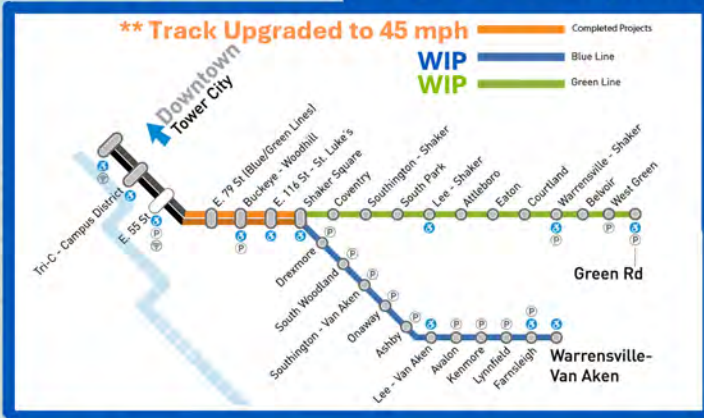 ** Track Upgraded to 45 mph
Completed Projects
WIP
Blue Line
WIP
Green Line
Downtown
Tower City
Tri-C - Campus District
E. 55 St
E. 79 St (Blue/Green Lines)
Buckeye - Woodhill
E. 116 St - St. Luke's
Shaker Square
Coventry
Southington - Shaker
South Park
Lee - Shaker
Attleboro
Eaton
Courtland
Warrensville - Shaker
Belvoir
West Green
Green Rd
Drexmore
South Woodland
Southington - Van Aken
Onaway
Ashby
Lee - Van Aken
Avalon
Kenmore
Lynnfield
Farnsleigh
Warrensville-
Van Aken
P
P
P
P
P
P
P
P
P
P
P
P
P
P